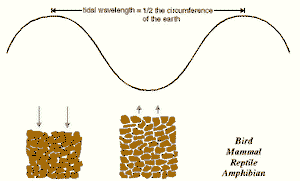 tidal wavelength = 1/2 the circumference
of the earth
Bird
Mammal
Reptile
Amphibian